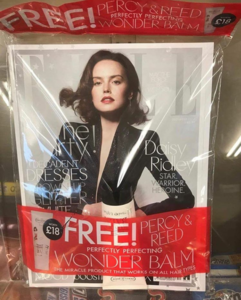 FREE! PERCY & REED
PERFECTLY PERFECTING
WONDER BALM
£18
The
Party!
DECADENT
DRESSES
Daisy
Ridley
STAR
WARRIOR
HEROINE
£18
FREE! PERCY & REED
PERFECTLY PERFECTING
WONDER BALM
THE MIRACLE PRODUCT THAT WORKS ON ALL HAIR TYPES